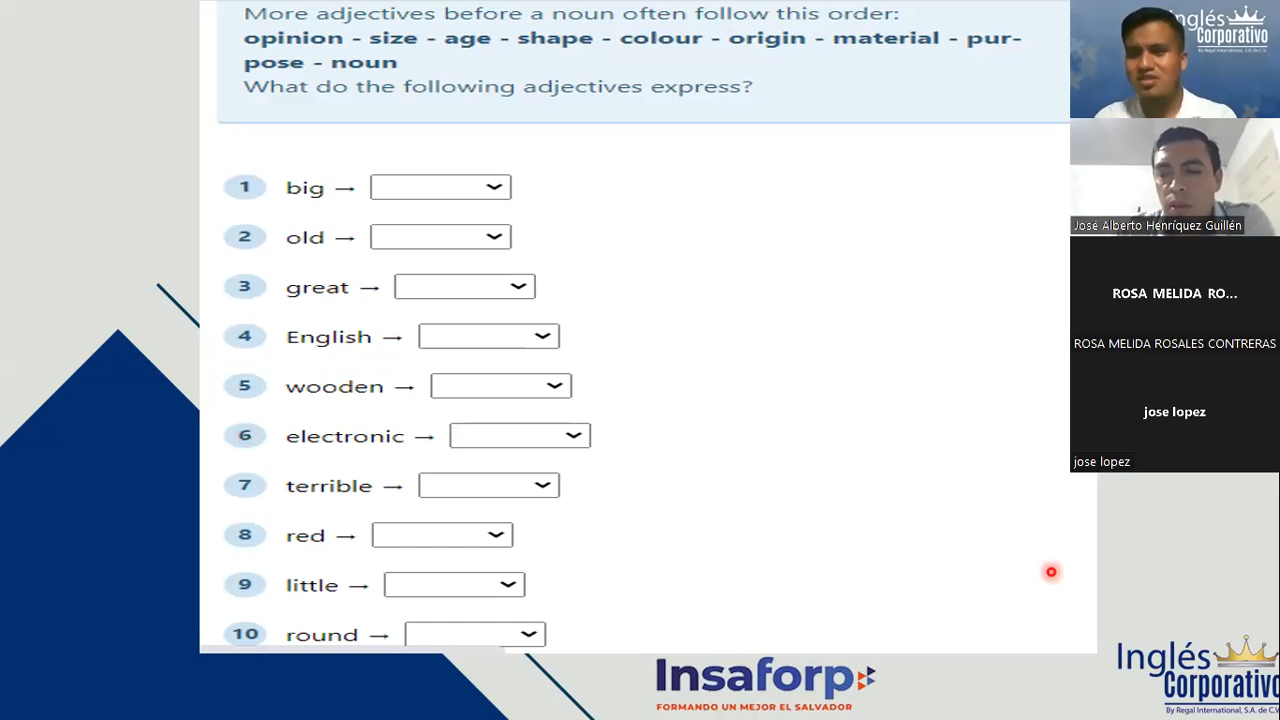 More adjectives before a noun often follow this order:
opinion - size - age - shape - colour - origin - material - pur-
pose - noun
What do the following adjectives express?
1 big →
2 old →
3 great →
4 English →
5 wooden →
6 electronic →
7 terrible →
8 red →
9 little →
10 round →
Inglés
Corporativo
By Regal International, S.A. de C.V.
José Alberto Henríquez Guillén
ROSA MELIDA RO...
ROSA MELIDA ROSALES CONTRERAS
jose lopez
jose lopez
Insaforp
FORMANDO UN MEJOR EL SALVADOR
Inglés
Corporativo
By Regal International, S.A. de C.V.